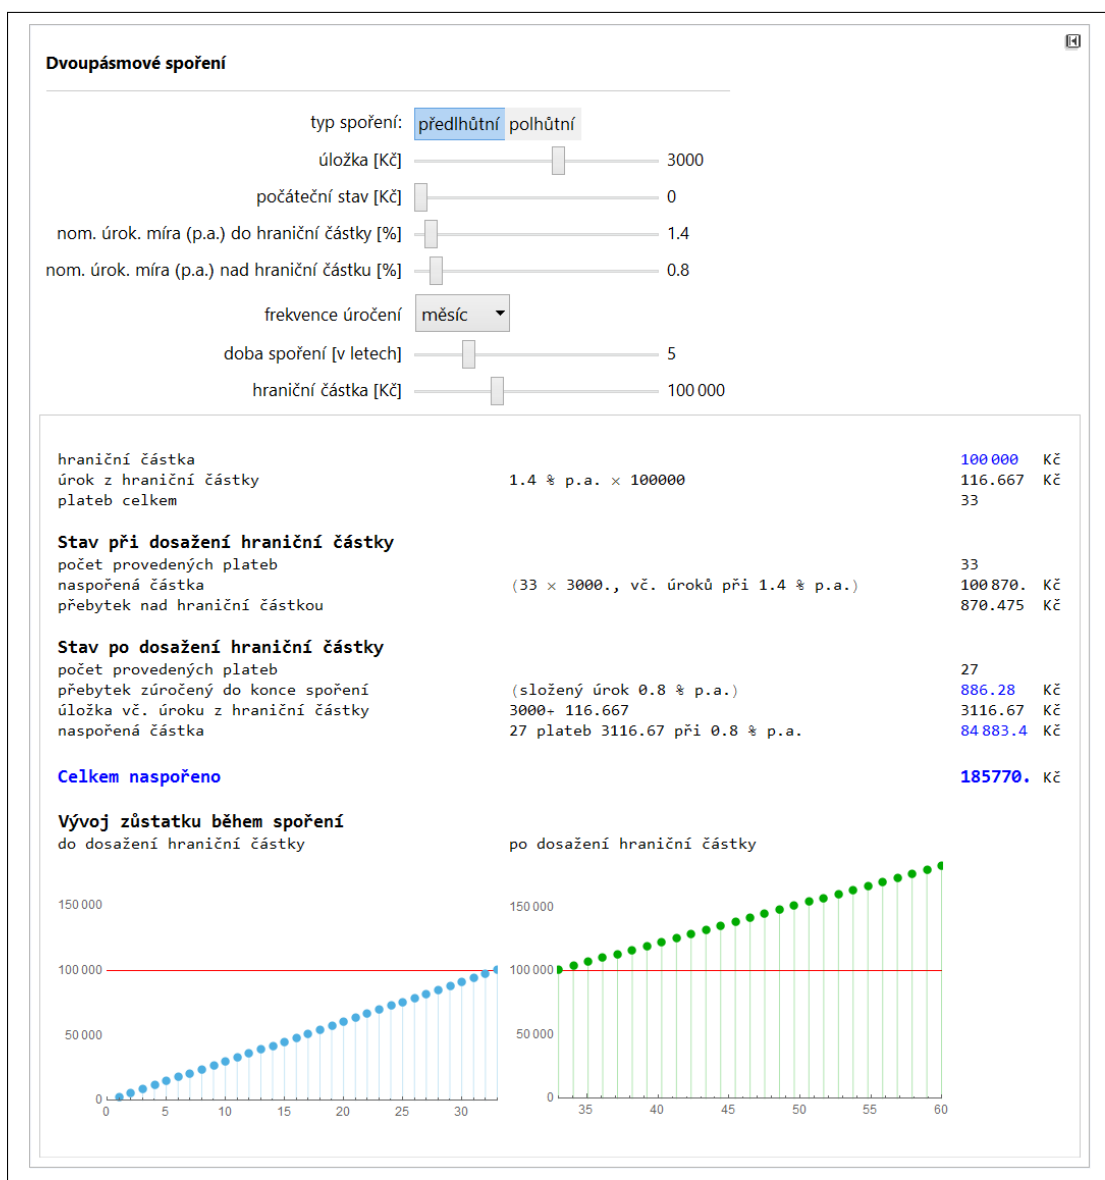 Dvoupásmové spoření
typ spoření: předlhůtní polhůtní
úložka [Kč] 3000
počáteční stav [Kč] 0
nom. úrok. míra (p.a.) do hraniční částky [%] 1.4
nom. úrok. míra (p.a.) nad hraniční částku [%] 0.8
frekvence úročení měsíc
doba spoření [v letech] 5
hraniční částka [Kč] 100 000
hraniční částka 100 000 Kč
úrok z hraniční částky 1.4 % p.a. × 100000 116.667 Kč
plateb celkem 33
Stav při dosažení hraniční částky
počet provedených plateb 33
naspořená částka (33 × 3000., vč. úroků při 1.4 % p.a.) 100 870. Kč
přebytek nad hraniční částkou 870.475 Kč
Stav po dosažení hraniční částky
počet provedených plateb 27
přebytek zúročený do konce spoření (složený úrok 0.8 % p.a.) 886.28 Kč
úložka vč. úroku z hraniční částky 3000+ 116.667 3116.67 Kč
naspořená částka 27 plateb 3116.67 při 0.8 % p.a. 84 883.4 Kč
Celkem naspořeno 185770. Kč
Vývoj zůstatku během spoření
do dosažení hraniční částky po dosažení hraniční částky
150 000
100 000
50 000
0
0 5 10 15 20 25 30
150 000
100 000
50 000
0
35 40 45 50 55 60